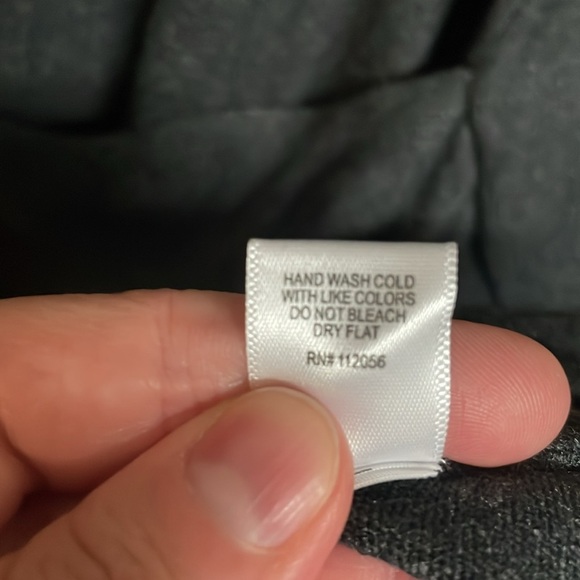 HAND WASH COLD
WITH LIKE COLORS
DO NOT BLEACH
DRY FLAT
RN# 112056